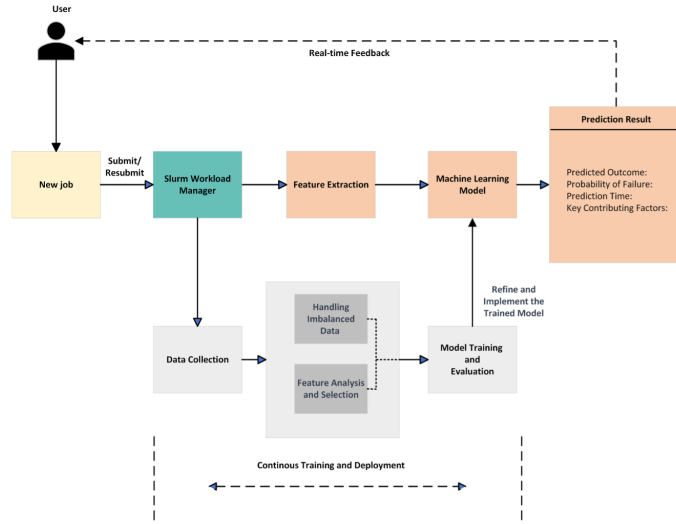 User
Real-time Feedback
Prediction Result
Submit/
Resubmit
New job
Slurm Workload
Manager
Feature Extraction
Machine Learning
Model
Predicted Outcome:
Probability of Failure:
Prediction Time:
Key Contributing Factors:
Refine and
Implement the
Trained Model
Handling
Imbalanced
Data
Data Collection
Feature Analysis
and Selection
Model Training
and
Evaluation
Continous Training and Deployment